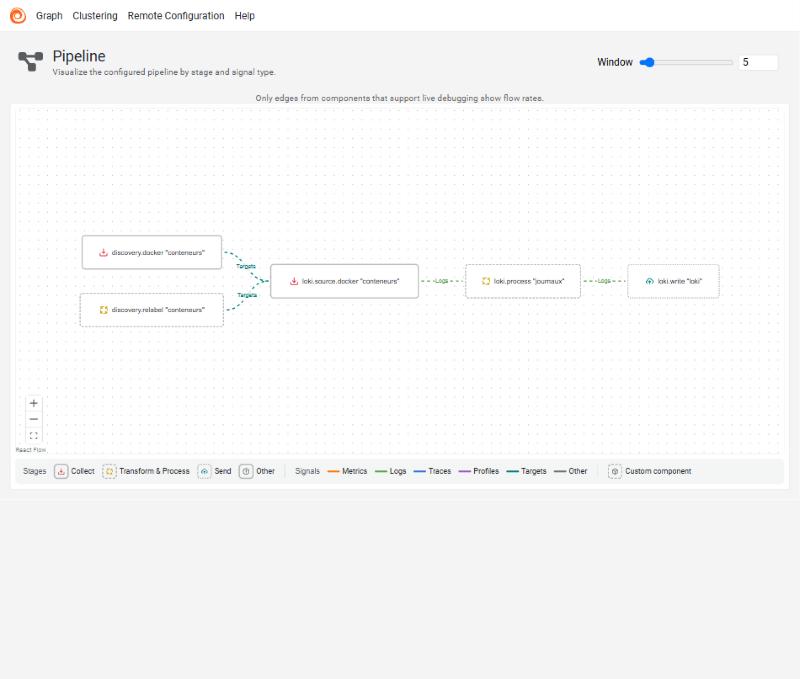 Graph Clustering Remote Configuration Help
Pipeline
Visualize the configured pipeline by stage and signal type.
Window 5
Only edges from components that support live debugging show flow rates.
discovery.docker "conteneurs"
Targets
loki.source.docker "conteneurs"
Logs
loki.process "journaux"
Logs
loki.write "loki"
Targets
discovery.relabel "conteneurs"
React Flow
Stages Collect Transform & Process Send Other Signals Metrics Logs Traces Profiles Targets Other Custom component